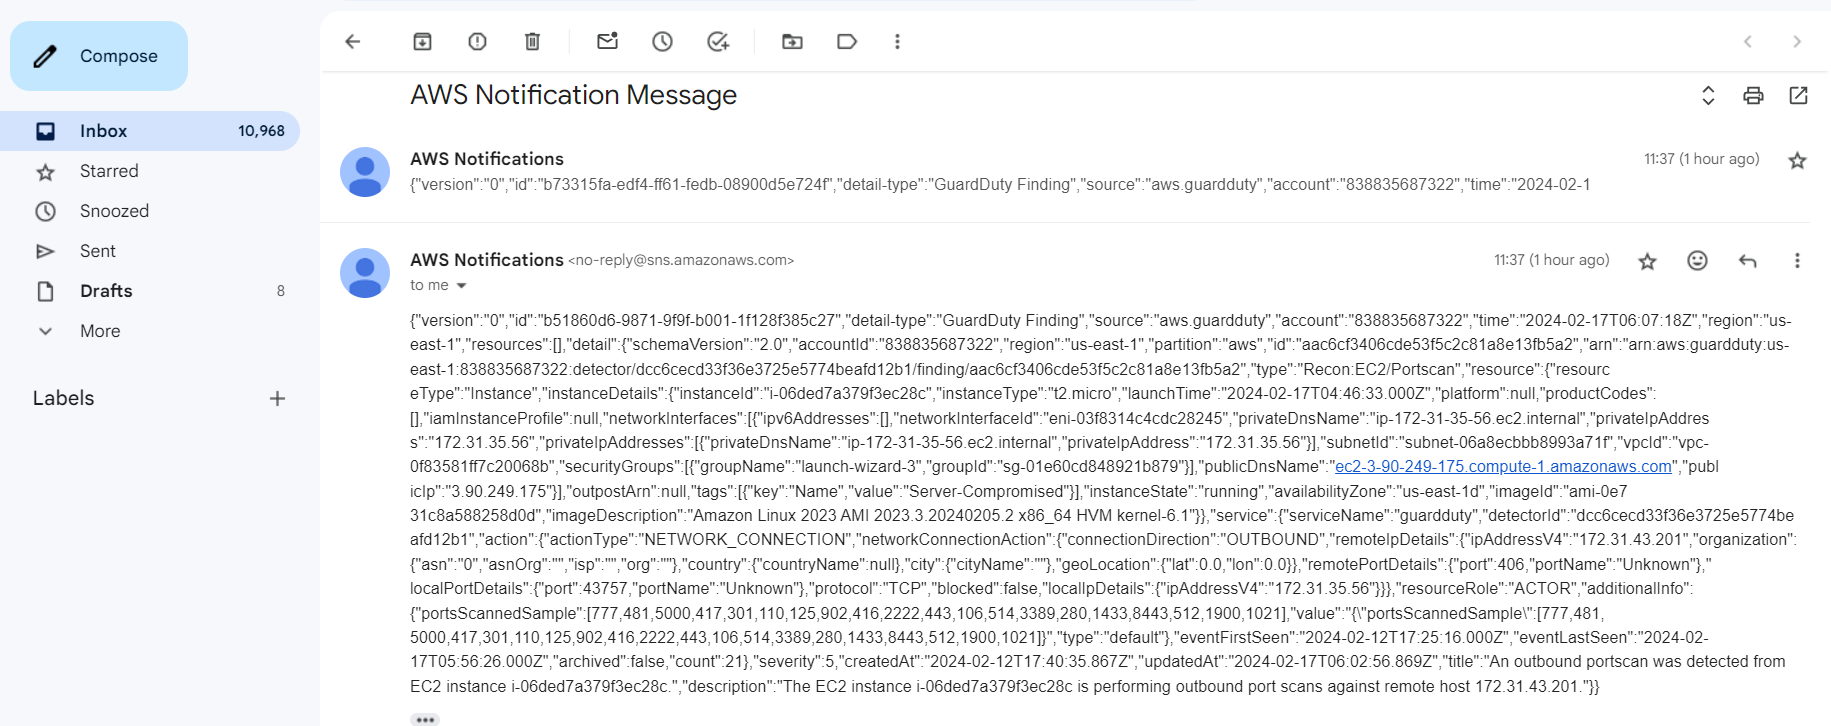 Compose
Inbox 10,968
Starred
Snoozed
Sent
Drafts 8
More
Labels
AWS Notification Message
AWS Notifications 11:37 (1 hour ago)
{"version":"0","id":"b73315fa-edf4-ff61-fedb-08900d5e724f","detail-type":"GuardDuty Finding","source":"aws.guardduty","account":"838835687322","time":"2024-02-1
AWS Notifications <no-reply@sns.amazonaws.com> 11:37 (1 hour ago)
to me
{"version":"0","id":"b51860d6-9871-9f9f-b001-1f128f385c27","detail-type":"GuardDuty Finding","source":"aws.guardduty","account":"838835687322","time":"2024-02-17T06:07:18Z","region":"us-
east-1","resources":[],"detail":{"schemaVersion":"2.0","accountId":"838835687322","region":"us-east-1","partition":"aws","id":"aac6cf3406cde53f5c2c81a8e13fb5a2","arn":"arn:aws:guardduty:us-
east-1:838835687322:detector/dcc6cecd33f36e3725e5774beafd12b1/finding/aac6cf3406cde53f5c2c81a8e13fb5a2","type":"Recon:EC2/Portscan","resource":{"resourc
eType":"Instance","instanceDetails":{"instanceId":"i-06ded7a379f3ec28c","instanceType":"t2.micro","launchTime":"2024-02-17T04:46:33.000Z","platform":null,"productCodes":
[],"iamInstanceProfile":null,"networkInterfaces":[{"ipv6Addresses":[],"networkInterfaceId":"eni-03f8314c4cdc28245","privateDnsName":"ip-172-31-35-56.ec2.internal","privateIpAddres
s":"172.31.35.56","privateIpAddresses":[{"privateDnsName":"ip-172-31-35-56.ec2.internal","privateIpAddress":"172.31.35.56"}],"subnetId":"subnet-06a8ecbbb8993a71f","vpcId":"vpc-
0f83581ff7c20068b","securityGroups":[{"groupName":"launch-wizard-3","groupId":"sg-01e60cd848921b879"}],"publicDnsName":"ec2-3-90-249-175.compute-1.amazonaws.com","publ
icIp":"3.90.249.175"}],"outpostArn":null,"tags":[{"key":"Name","value":"Server-Compromised"}],"instanceState":"running","availabilityZone":"us-east-1d","imageId":"ami-0e7
31c8a588258d0d","imageDescription":"Amazon Linux 2023 AMI 2023.3.20240205.2 x86_64 HVM kernel-6.1"}},"service":{"serviceName":"guardduty","detectorId":"dcc6cecd33f36e3725e5774be
afd12b1","action":{"actionType":"NETWORK_CONNECTION","networkConnectionAction":{"connectionDirection":"OUTBOUND","remoteIpDetails":{"ipAddressV4":"172.31.43.201","organization":
{"asn":"0","asnOrg":"","isp":"","org":""},"country":{"countryName":null},"city":{"cityName":""},"geoLocation":{"lat":0.0,"lon":0.0}},"remotePortDetails":{"port":406,"portName":"Unknown"},"
localPortDetails":{"port":43757,"portName":"Unknown"},"protocol":"TCP","blocked":false,"localIpDetails":{"ipAddressV4":"172.31.35.56"}}},"resourceRole":"ACTOR","additionalInfo":
{"portsScannedSample":[777,481,5000,417,301,110,125,902,416,2222,443,106,514,3389,280,1433,8443,512,1900,1021],"value":"{\"portsScannedSample\":[777,481,
5000,417,301,110,125,902,416,2222,443,106,514,3389,280,1433,8443,512,1900,1021]}","type":"default"},"eventFirstSeen":"2024-02-12T17:25:16.000Z","eventLastSeen":"2024-02-
17T05:56:26.000Z","archived":false,"count":21},"severity":5,"createdAt":"2024-02-12T17:40:35.867Z","updatedAt":"2024-02-17T06:02:56.869Z","title":"An outbound portscan was detected from
EC2 instance i-06ded7a379f3ec28c.","description":"The EC2 instance i-06ded7a379f3ec28c is performing outbound port scans against remote host 172.31.43.201."}}